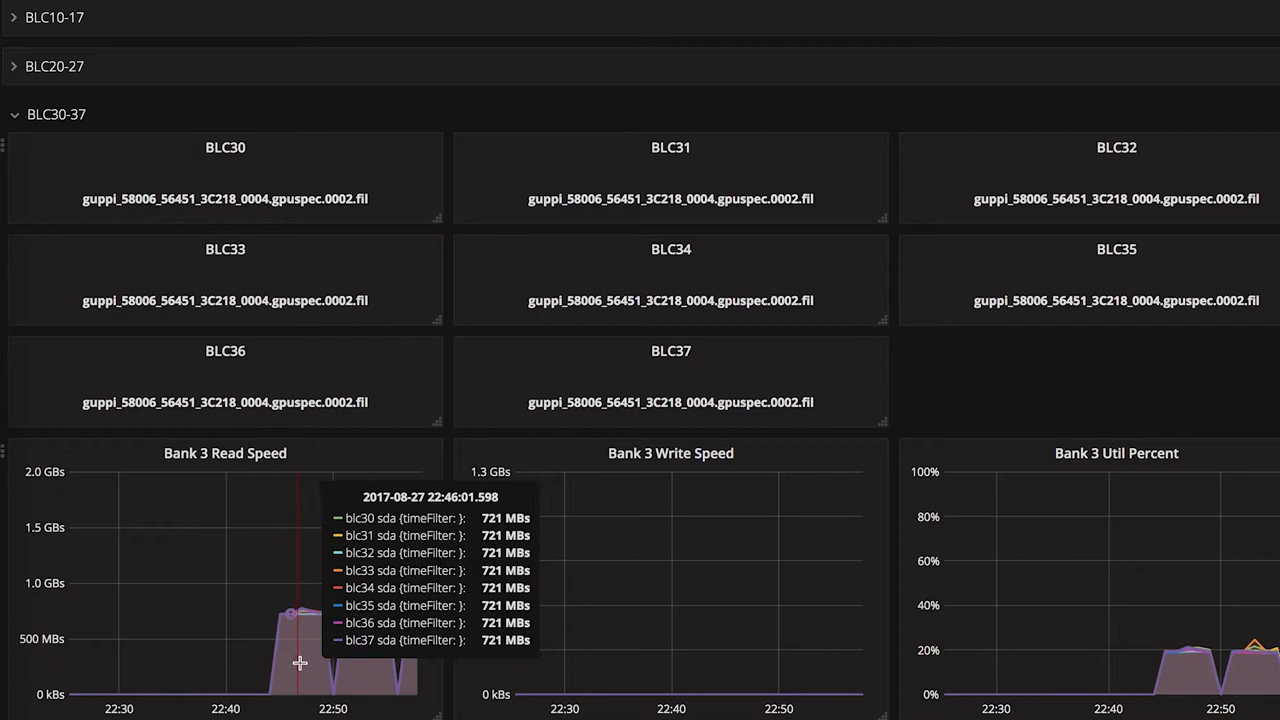 BLC10-17
BLC20-27
BLC30-37
BLC30
BLC31
BLC32
guppi_58006_56451_3C218_0004.gpuspec.0002.fil
guppi_58006_56451_3C218_0004.gpuspec.0002.fil
guppi_58006_56451_3C218_0004.gpuspec.0002.fil
BLC33
BLC34
BLC35
guppi_58006_56451_3C218_0004.gpuspec.0002.fil
guppi_58006_56451_3C218_0004.gpuspec.0002.fil
guppi_58006_56451_3C218_0004.gpuspec.0002.fil
BLC36
BLC37
guppi_58006_56451_3C218_0004.gpuspec.0002.fil
guppi_58006_56451_3C218_0004.gpuspec.0002.fil
Bank 3 Read Speed
2.0 GBs
1.5 GBs
1.0 GBs
500 MBs
0 kBs
22:30
22:40
22:50
2017-08-27 22:46:01.598
blc30 sda {timeFilter: }: 721 MBs
blc31 sda {timeFilter: }: 721 MBs
blc32 sda {timeFilter: }: 721 MBs
blc33 sda {timeFilter: }: 721 MBs
blc34 sda {timeFilter: }: 721 MBs
blc35 sda {timeFilter: }: 721 MBs
blc36 sda {timeFilter: }: 721 MBs
blc37 sda {timeFilter: }: 721 MBs
Bank 3 Write Speed
1.3 GBs
0 kBs
22:30
22:40
22:50
Bank 3 Util Percent
100%
80%
60%
40%
20%
0%
22:30
22:40
22:50